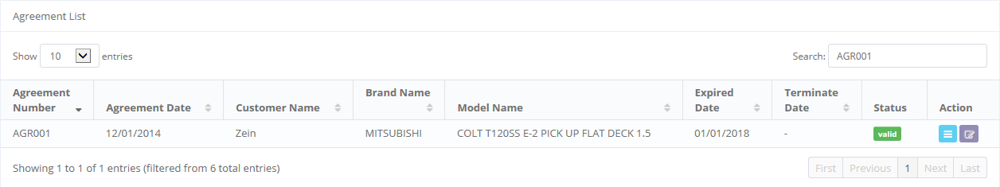 Agreement List
Show 10 entries Search: AGR001
Agreement Number Agreement Date Customer Name Brand Name Model Name Expired Date Terminate Date Status Action
AGR001 12/01/2014 Zein MITSUBISHI COLT T120SS E-2 PICK UP FLAT DECK 1.5 01/01/2018 - valid
Showing 1 to 1 of 1 entries (filtered from 6 total entries) First Previous 1 Next Last